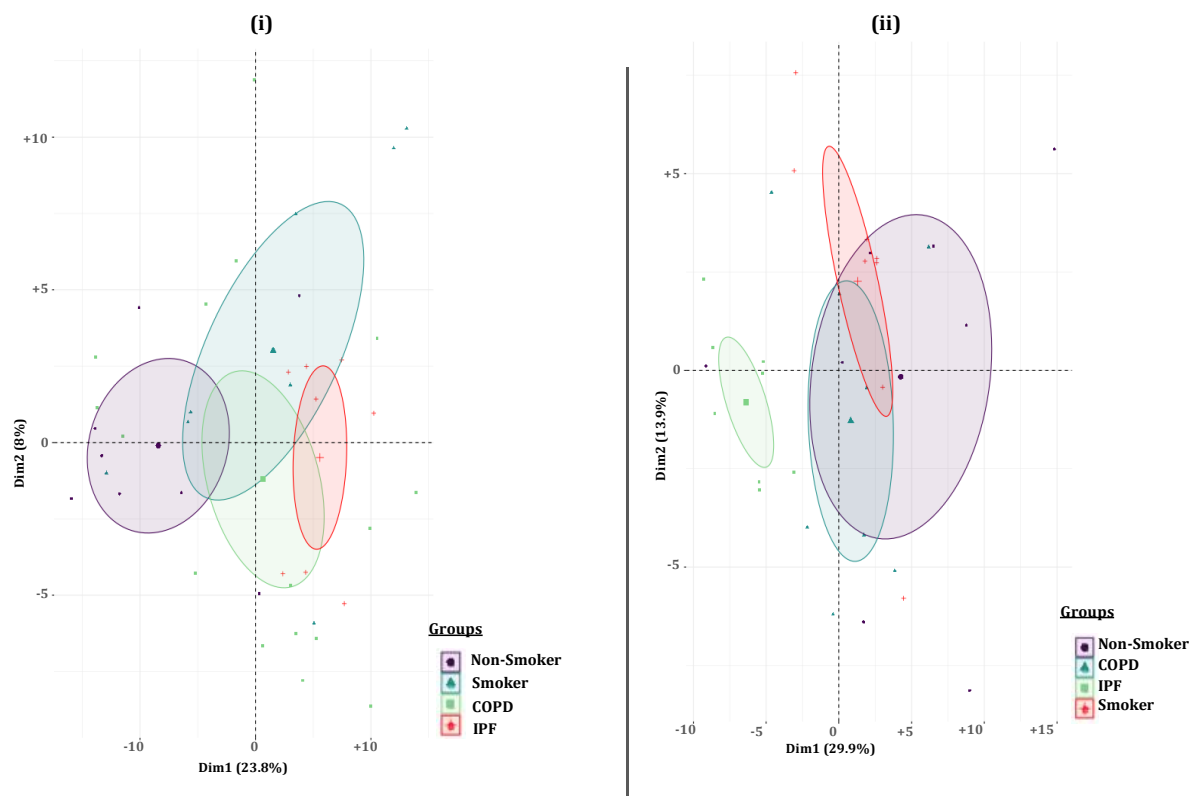 (i)
+10
+5
0
-5
Dim2 (8%)
-10
0
+10
Dim1 (23.8%)
Groups
Non-Smoker
Smoker
COPD
IPF
(ii)
+5
0
-5
Dim2 (13.9%)
-10
-5
0
+5
+10
+15
Dim1 (29.9%)
Groups
Non-Smoker
COPD
IPF
Smoker